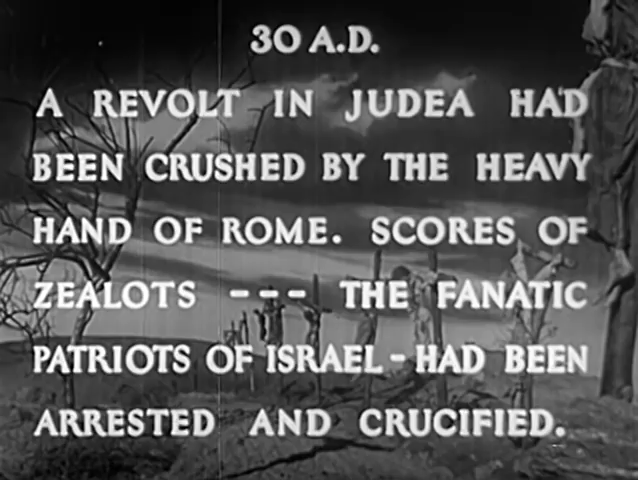 30 A.D.
A REVOLT IN JUDEA HAD
BEEN CRUSHED BY THE HEAVY
HAND OF ROME. SCORES OF
ZEALOTS --- THE FANATIC
PATRIOTS OF ISRAEL - HAD BEEN
ARRESTED AND CRUCIFIED.